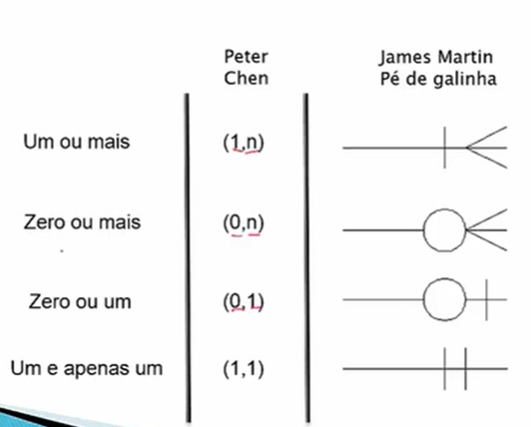 Peter
Chen
James Martin
Pé de galinha
Um ou mais (1,n)
Zero ou mais (0,n)
Zero ou um (0,1)
Um e apenas um (1,1)